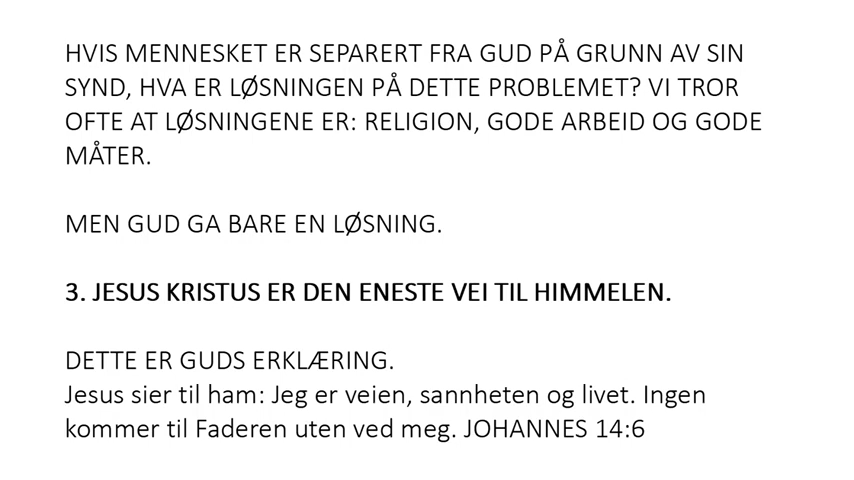 HVIS MENNESKET ER SEPARERT FRA GUD PÅ GRUNN AV SIN
SYND, HVA ER LØSNINGEN PÅ DETTE PROBLEMET? VI TROR
OFTE AT LØSNINGENE ER: RELIGION, GODE ARBEID OG GODE
MÅTER.
MEN GUD GA BARE EN LØSNING.
3. JESUS KRISTUS ER DEN ENESTE VEI TIL HIMMELEN.
DETTE ER GUDS ERKLÆRING.
Jesus sier til ham: Jeg er veien, sannheten og livet. Ingen
kommer til Faderen uten ved meg. JOHANNES 14:6